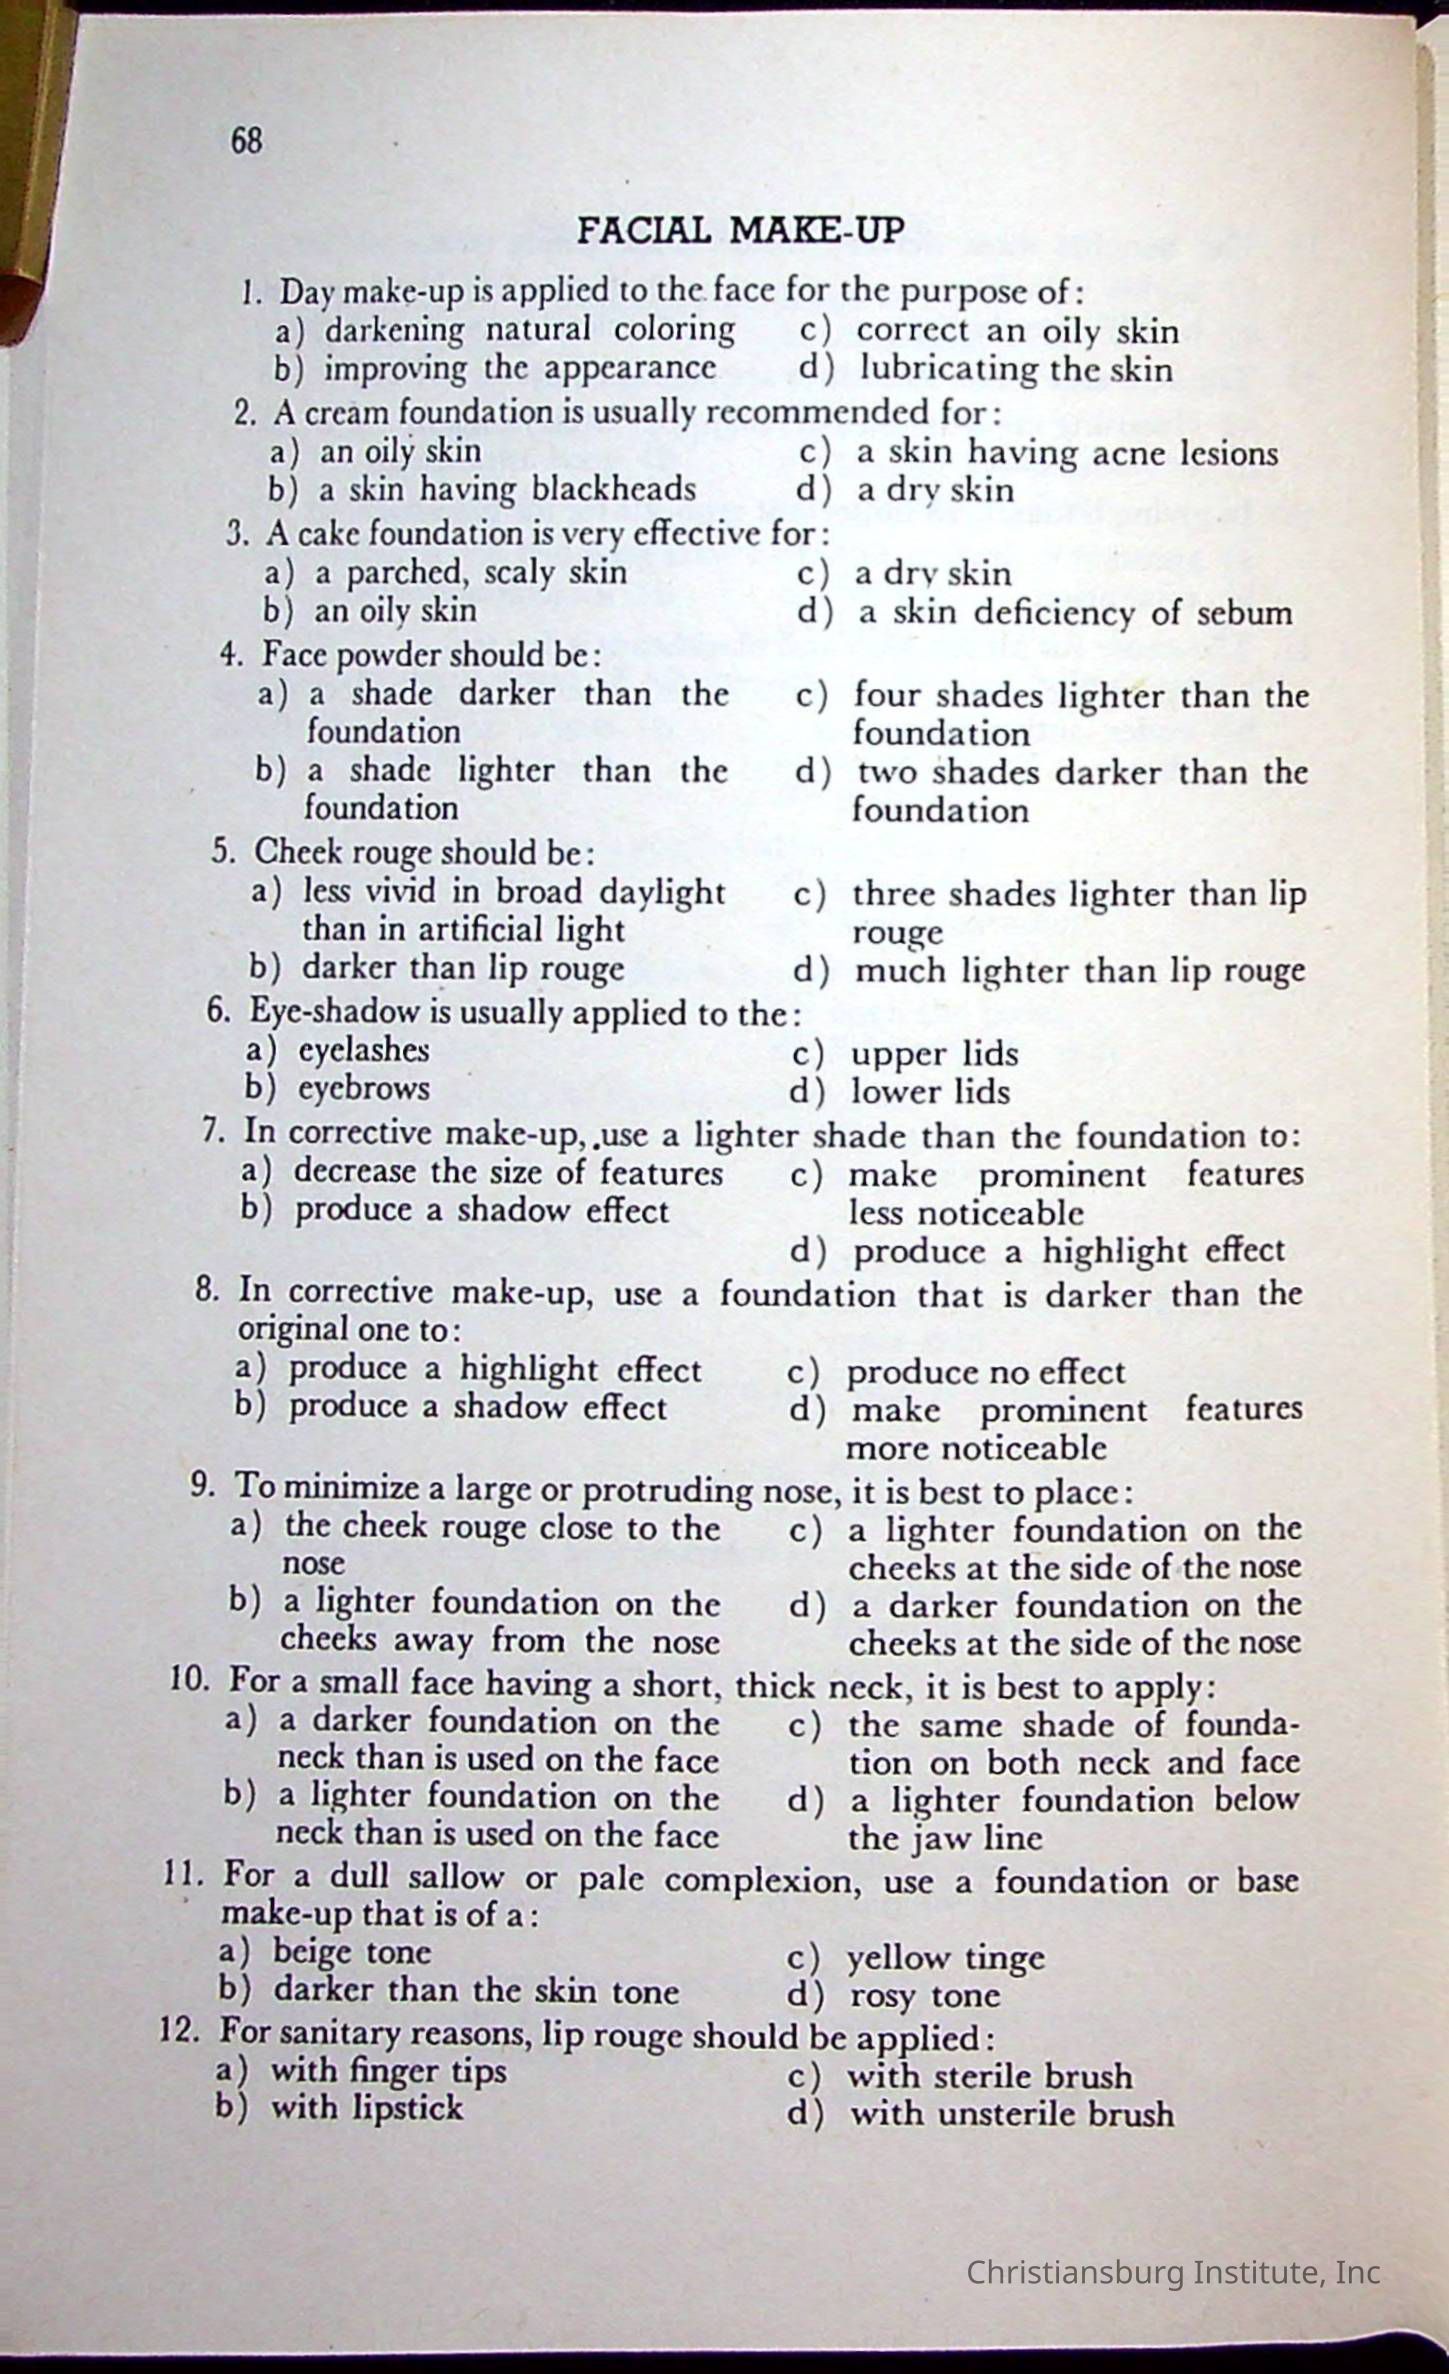 68
FACIAL MAKE-UP
1. Day make-up is applied to the face for the purpose of:
a) darkening natural coloring
b) improving the appearance
c) correct an oily skin
d) lubricating the skin
2. A cream foundation is usually recommended for:
a) an oily skin
b) a skin having blackheads
c) a skin having acne lesions
d) a dry skin
3. A cake foundation is very effective for:
a) a parched, scaly skin
b) an oily skin
c) a dry skin
d) a skin deficiency of sebum
4. Face powder should be:
a) a shade darker than the
foundation
b) a shade lighter than the
foundation
c) four shades lighter than the
foundation
d) two shades darker than the
foundation
5. Cheek rouge should be:
a) less vivid in broad daylight
than in artificial light
b) darker than lip rouge
c) three shades lighter than lip
rouge
d) much lighter than lip rouge
6. Eye-shadow is usually applied to the:
a) eyelashes
b) eyebrows
c) upper lids
d) lower lids
7. In corrective make-up, use a lighter shade than the foundation to:
a) decrease the size of features
b) produce a shadow effect
c) make prominent features
less noticeable
d) produce a highlight effect
8. In corrective make-up, use a foundation that is darker than the
original one to:
a) produce a highlight effect
b) produce a shadow effect
c) produce no effect
d) make prominent features
more noticeable
9. To minimize a large or protruding nose, it is best to place:
a) the cheek rouge close to the
nose
b) a lighter foundation on the
cheeks away from the nose
c) a lighter foundation on the
cheeks at the side of the nose
d) a darker foundation on the
cheeks at the side of the nose
10. For a small face having a short, thick neck, it is best to apply:
a) a darker foundation on the
neck than is used on the face
b) a lighter foundation on the
neck than is used on the face
c) the same shade of founda-
tion on both neck and face
d) a lighter foundation below
the jaw line
11. For a dull sallow or pale complexion, use a foundation or base
make-up that is of a:
a) beige tone
b) darker than the skin tone
c) yellow tinge
d) rosy tone
12. For sanitary reasons, lip rouge should be applied:
a) with finger tips
b) with lipstick
c) with sterile brush
d) with unsterile brush
Christiansburg Institute, Inc